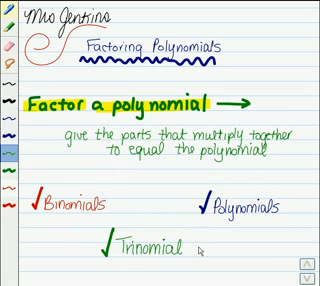 Mrs Jenkins
Factoring Polynomials
Factor a polynomial →
give the parts that multiply together
to equal the polynomial
✓Binomials
✓Polynomials
✓Trinomial